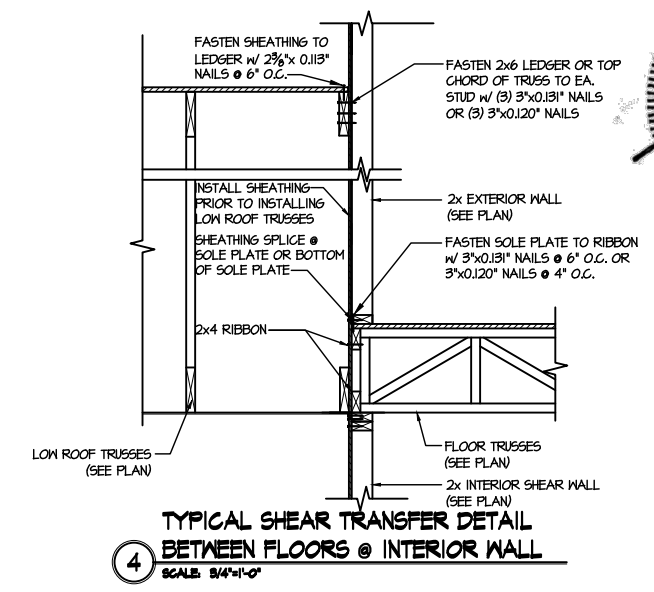 FASTEN SHEATHING TO
LEDGER W/ 2⅜"x 0.113"
NAILS @ 6" O.C.
FASTEN 2x6 LEDGER OR TOP
CHORD OF TRUSS TO EA.
STUD W/ (3) 3"x0.131" NAILS
OR (3) 3"x0.120" NAILS
INSTALL SHEATHING
PRIOR TO INSTALLING
LOW ROOF TRUSSES
2x EXTERIOR WALL
(SEE PLAN)
SHEATHING SPLICE @
SOLE PLATE OR BOTTOM
OF SOLE PLATE
FASTEN SOLE PLATE TO RIBBON
W/ 3"x0.131" NAILS @ 6" O.C. OR
3"x0.120" NAILS @ 4" O.C.
2x4 RIBBON
LOW ROOF TRUSSES
(SEE PLAN)
FLOOR TRUSSES
(SEE PLAN)
2x INTERIOR SHEAR WALL
(SEE PLAN)
4
TYPICAL SHEAR TRANSFER DETAIL
BETWEEN FLOORS @ INTERIOR WALL
SCALE: 3/4"=1'-0"